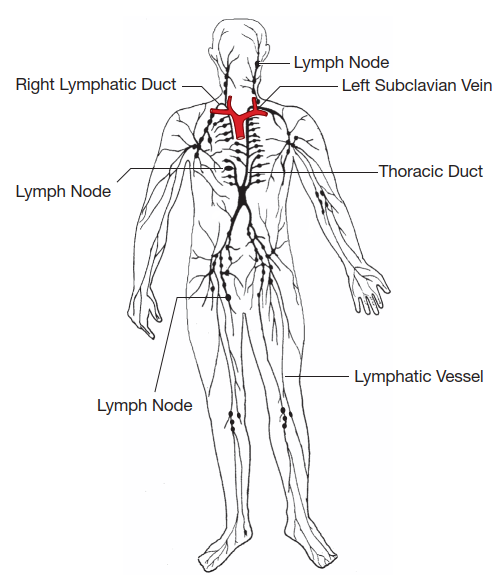 Lymph Node
Right Lymphatic Duct
Left Subclavian Vein
Thoracic Duct
Lymph Node
Lymphatic Vessel
Lymph Node